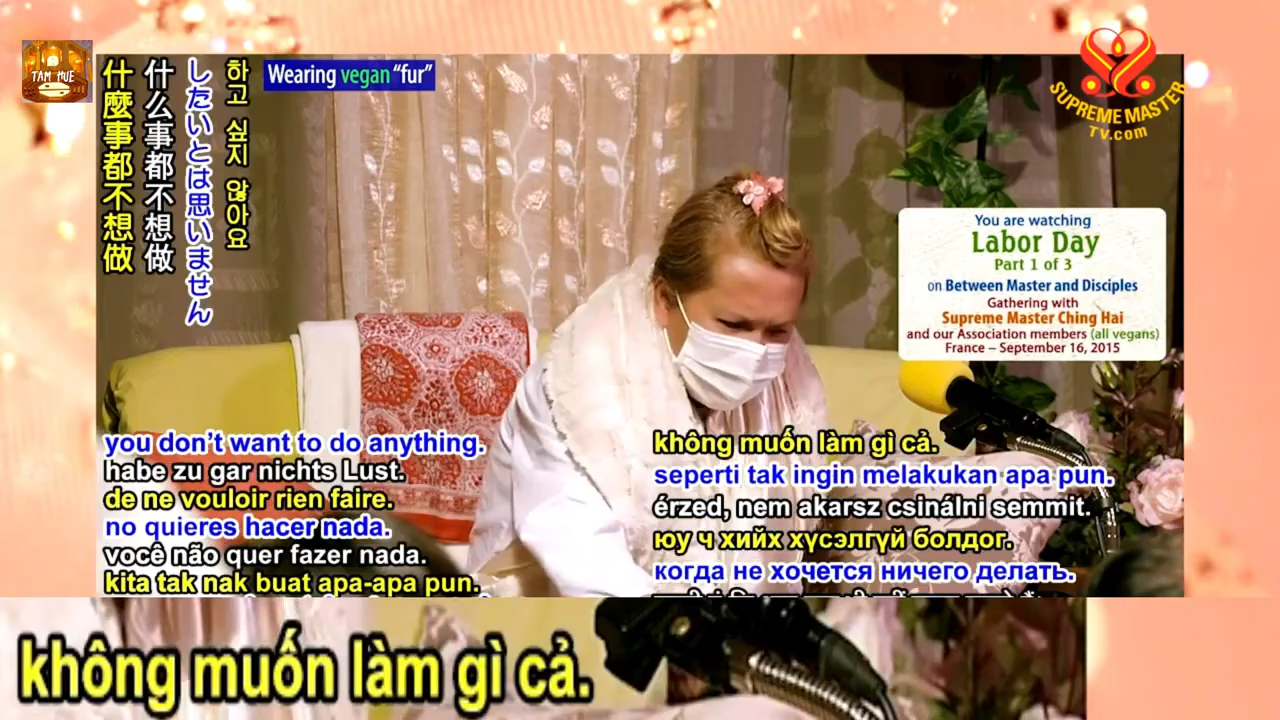 TAM HUE
Wearing vegan “fur”
SUPREME MASTER
TV.com
하고 싶지 않아요
したいとは思いません
什么事都不想做
什麼事都不想做
You are watching
Labor Day
Part 1 of 3
on Between Master and Disciples
Gathering with
Supreme Master Ching Hai
and our Association members (all vegans)
France – September 16, 2015
you don’t want to do anything.
habe zu gar nichts Lust.
de ne vouloir rien faire.
no quieres hacer nada.
você não quer fazer nada.
kita tak nak buat apa-apa pun.
không muốn làm gì cả.
seperti tak ingin melakukan apa pun.
érzed, nem akarsz csinálni semmit.
юу ч хийх хүсэлгүй болдог.
когда не хочется ничего делать.
không muốn làm gì cả.